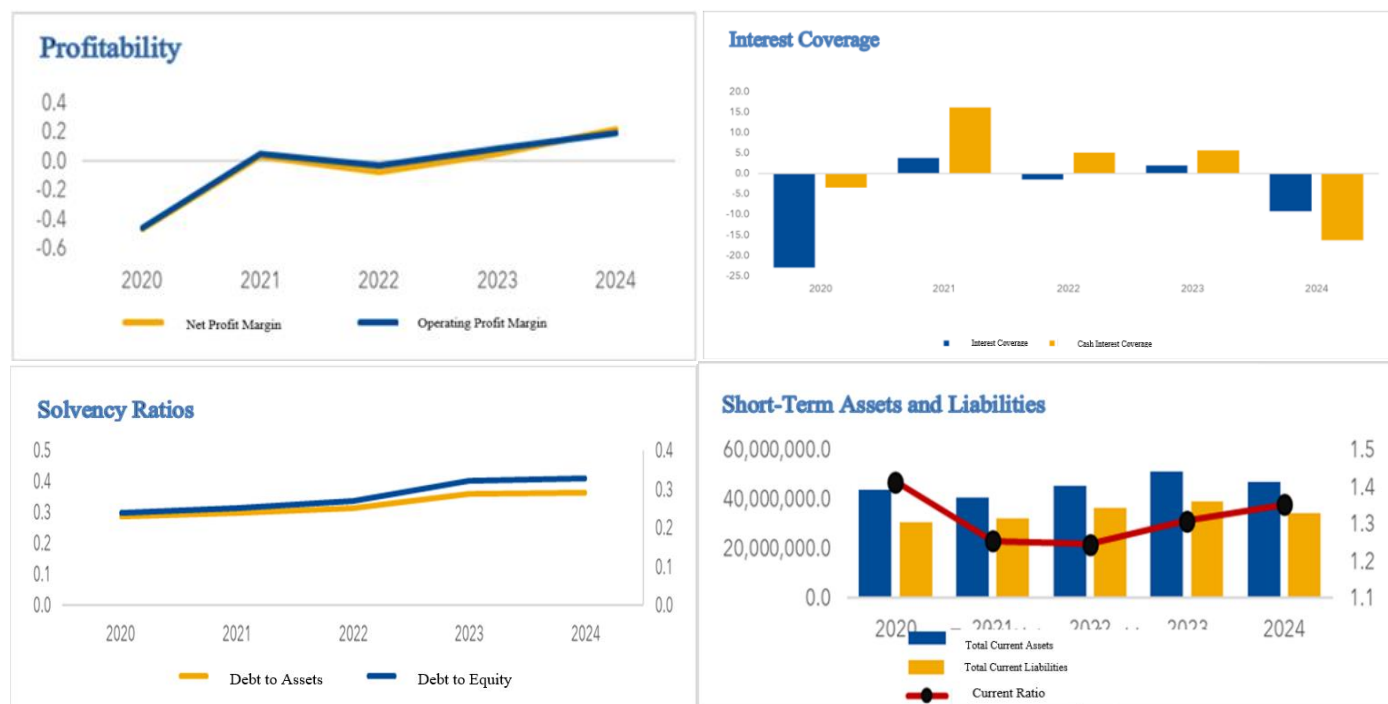 Profitability
0.4
0.2
0.0
-0.2
-0.4
-0.6
2020 2021 2022 2023 2024
Net Profit Margin Operating Profit Margin
Interest Coverage
20.0
15.0
10.0
5.0
0.0
-5.0
-10.0
-15.0
-20.0
-25.0
2020 2021 2022 2023 2024
Interest Coverage Cash Interest Coverage
Solvency Ratios
0.5 0.4
0.4
0.3
0.3
0.2
0.2
0.1
0.1
0.0 0.0
2020 2021 2022 2023 2024
Debt to Assets Debt to Equity
Short-Term Assets and Liabilities
60,000,000.0 1.5
1.4
40,000,000.0
1.3
20,000,000.0
1.2
0.0 1.1
2020 2021 2022 2023 2024
Total Current Assets
Total Current Liabilities
Current Ratio